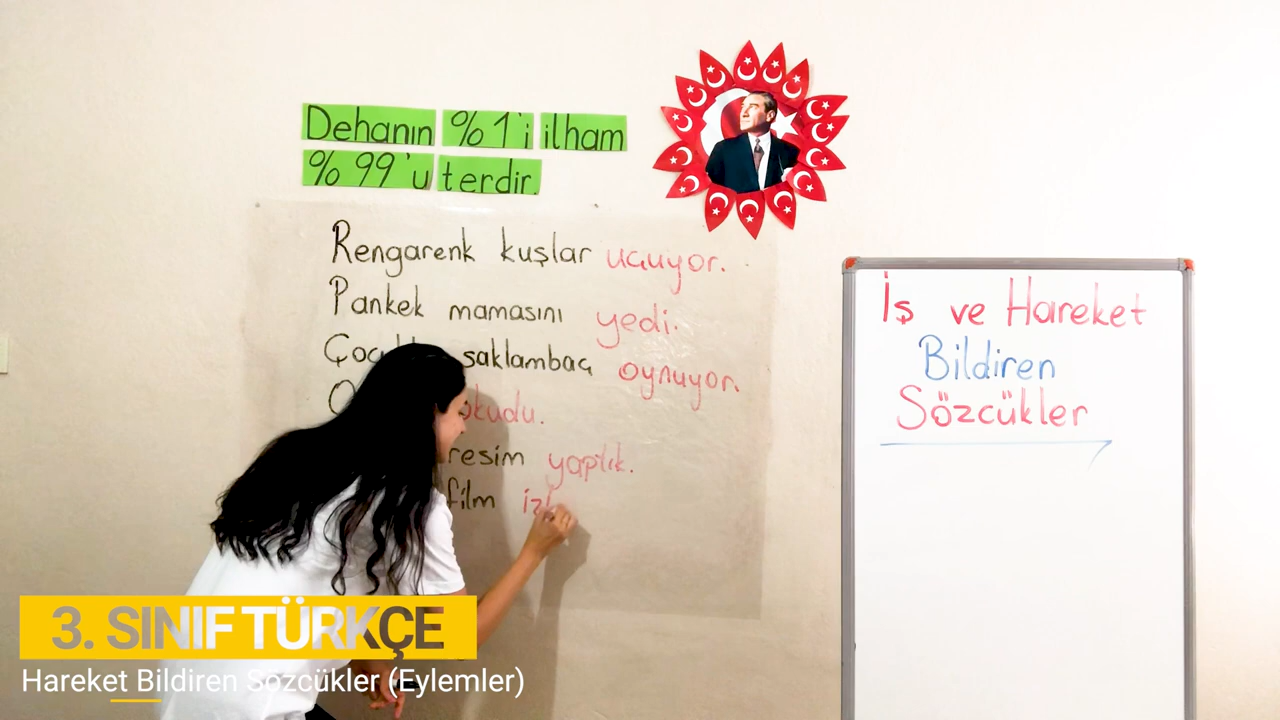 Dehanın %1'i ilham
%99'u terdir.
Rengarenk kuşlar uçuyor.
Pankek mamasını yedi.
saklambaç oynuyor.
okudu.
resim yaptık.
film
İş ve Hareket
Bildiren
Sözcükler
3. SINIF TÜRKÇE
Hareket Bildiren Sözcükler (Eylemler)